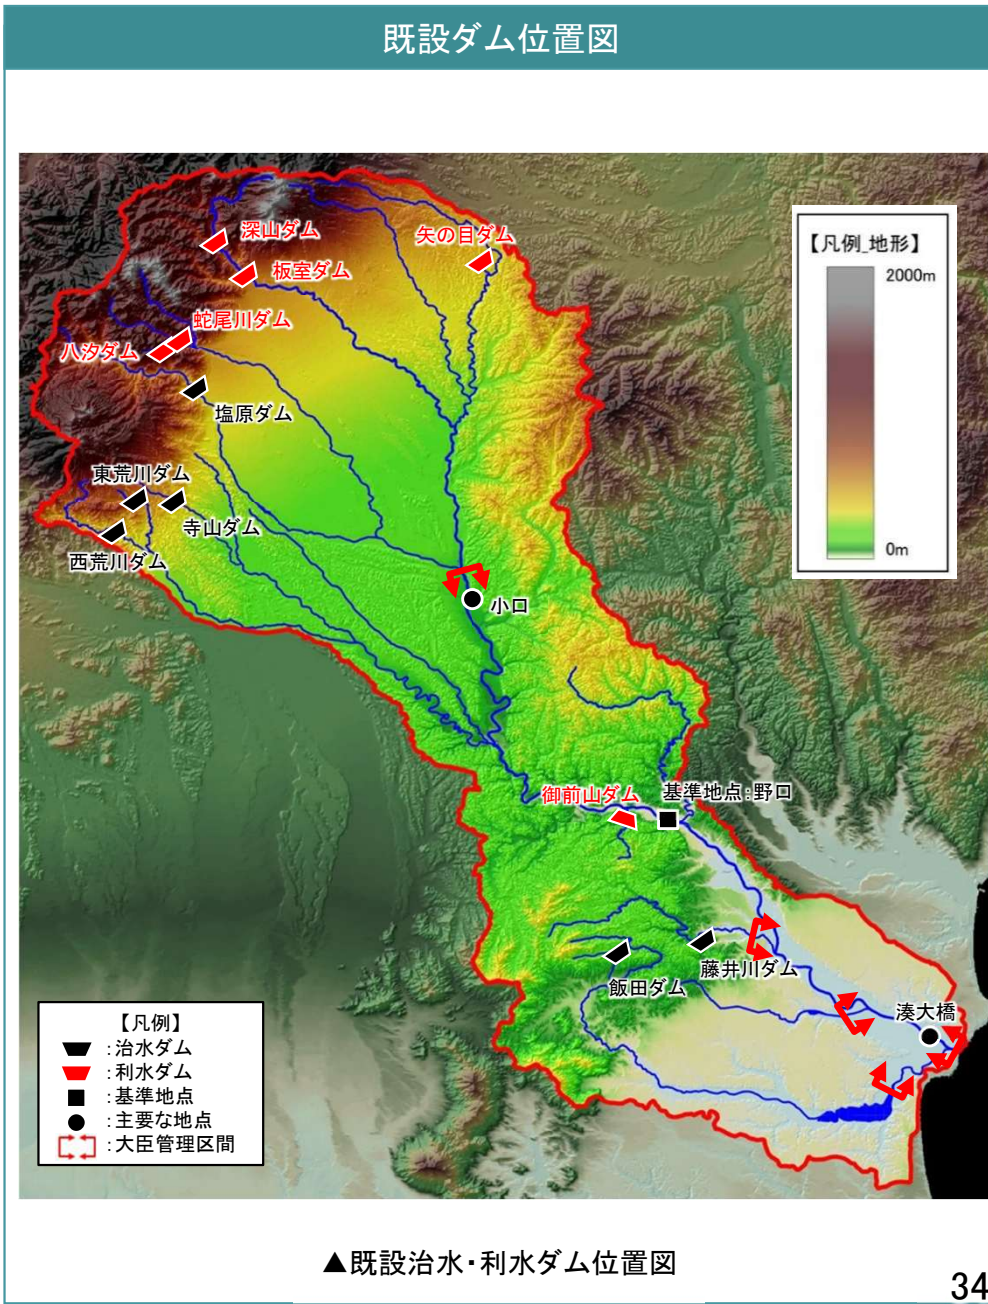 既設ダム位置図
深山ダム
矢の目ダム
板室ダム
蛇尾川ダム
八汐ダム
塩原ダム
東荒川ダム
寺山ダム
西荒川ダム
小口
【凡例_地形】
2000m
0m
御前山ダム
基準地点:野口
藤井川ダム
飯田ダム
湊大橋
【凡例】
:治水ダム
:利水ダム
:基準地点
:主要な地点
:大臣管理区間
▲既設治水・利水ダム位置図
34